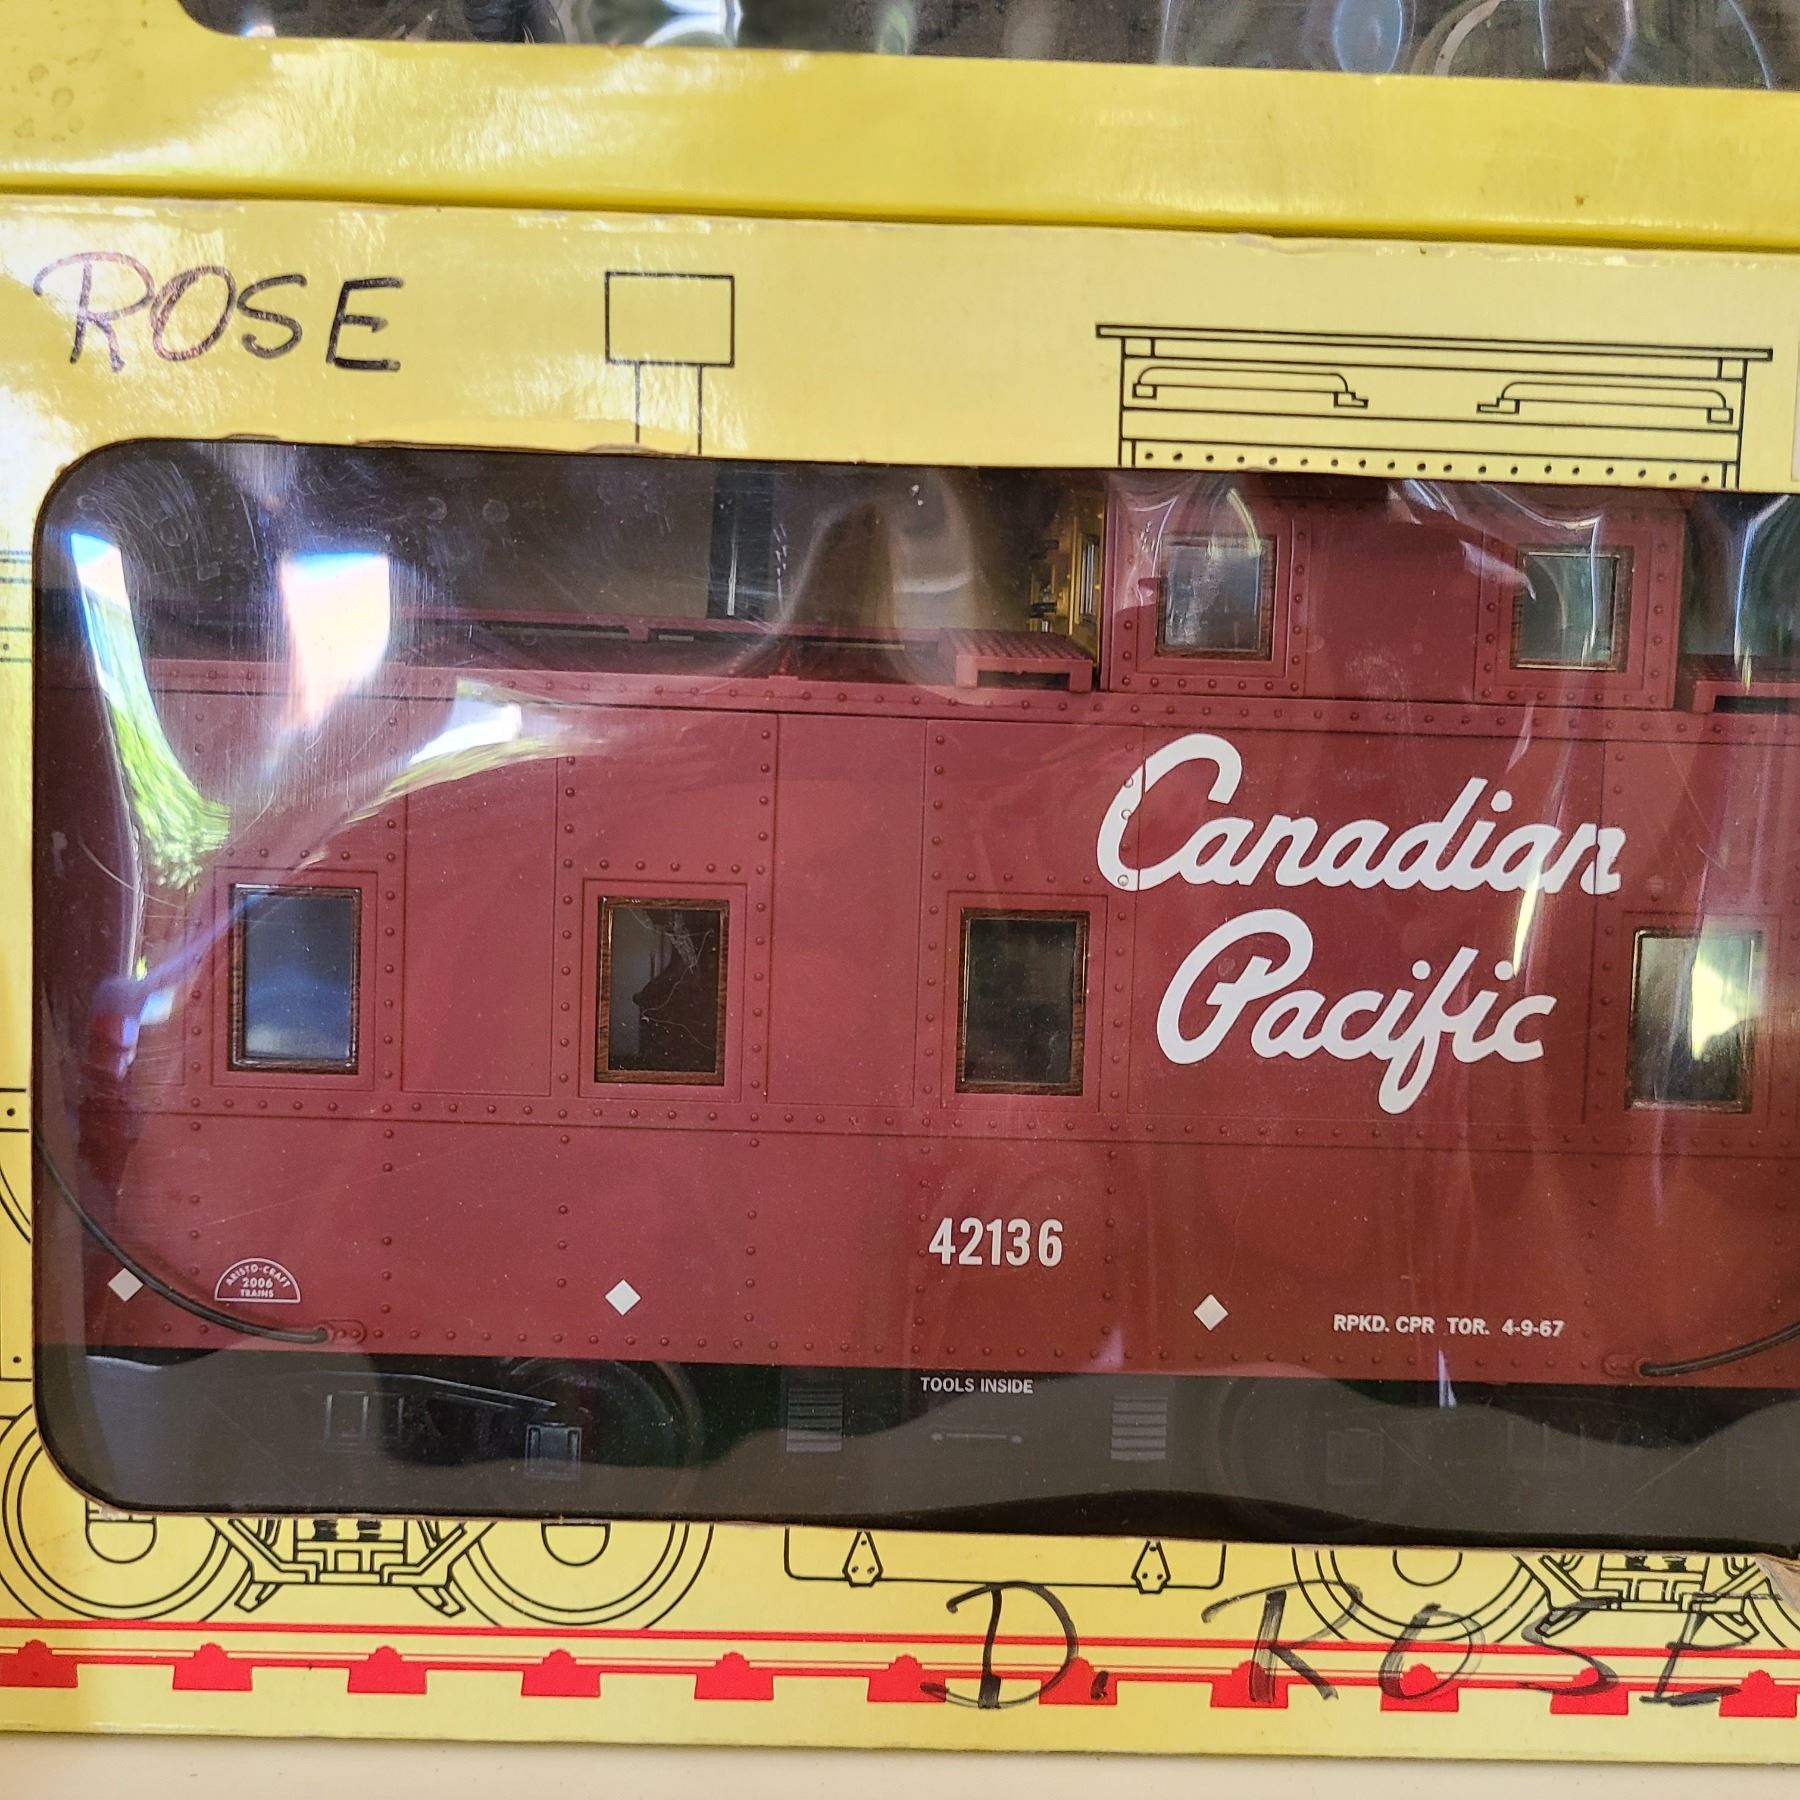 ROSE
Canadian
Pacific
42136
ARISTO-CRAFT
2006
TRAINS
RPKD. CPR TOR. 4-9-67
TOOLS INSIDE
D. ROSE